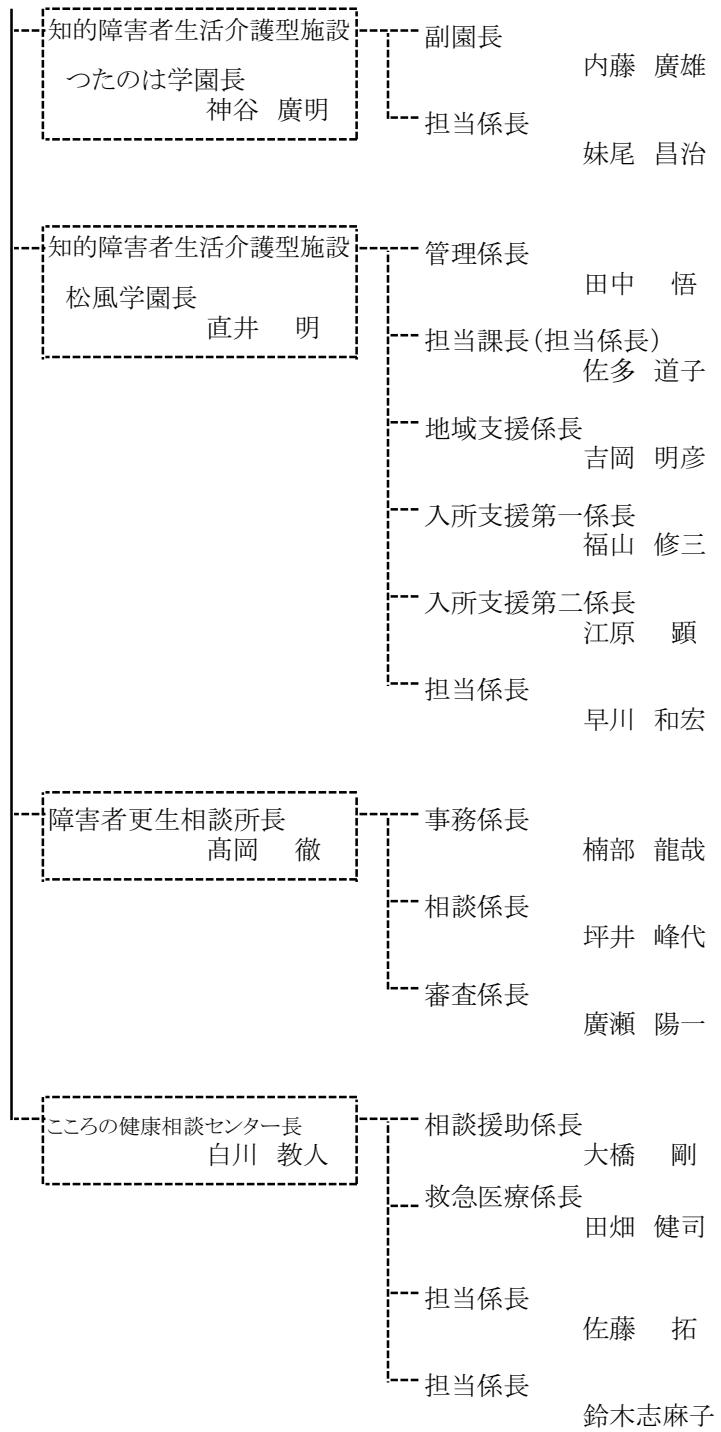 知的障害者生活介護型施設
つたのは学園長
神谷 廣明
副園長
内藤 廣雄
担当係長
妹尾 昌治
知的障害者生活介護型施設
松風学園長
直井 明
管理係長
田中 悟
担当課長(担当係長)
佐多 道子
地域支援係長
吉岡 明彦
入所支援第一係長
福山 修三
入所支援第二係長
江原 顕
担当係長
早川 和宏
障害者更生相談所長
髙岡 徹
事務係長
楠部 龍哉
相談係長
坪井 峰代
審査係長
廣瀬 陽一
こころの健康相談センター長
白川 教人
相談援助係長
大橋 剛
救急医療係長
田畑 健司
担当係長
佐藤 拓
担当係長
鈴木志麻子